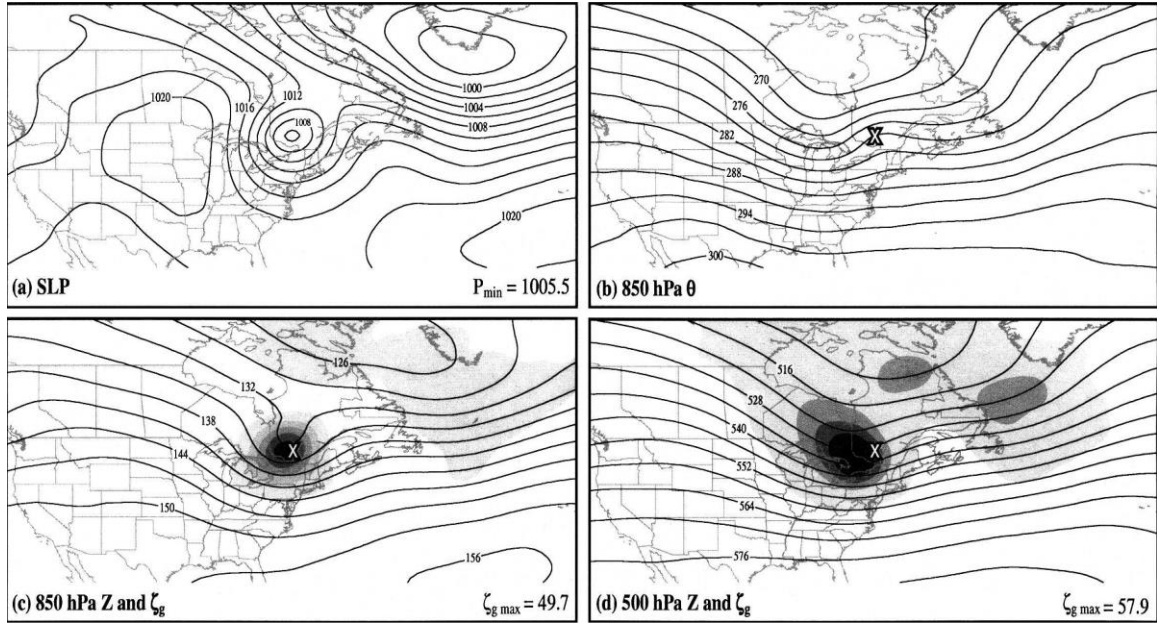 1020
1016
1012
1008
1000
1004
1008
1020
1020
(a) SLP
P min = 1005.5
270
276
282
288
294
300
X
(b) 850 hPa θ
126
132
138
144
150
156
X
(c) 850 hPa Z and ζg
ζg max = 49.7
516
528
540
552
564
576
X
(d) 500 hPa Z and ζg
ζg max = 57.9